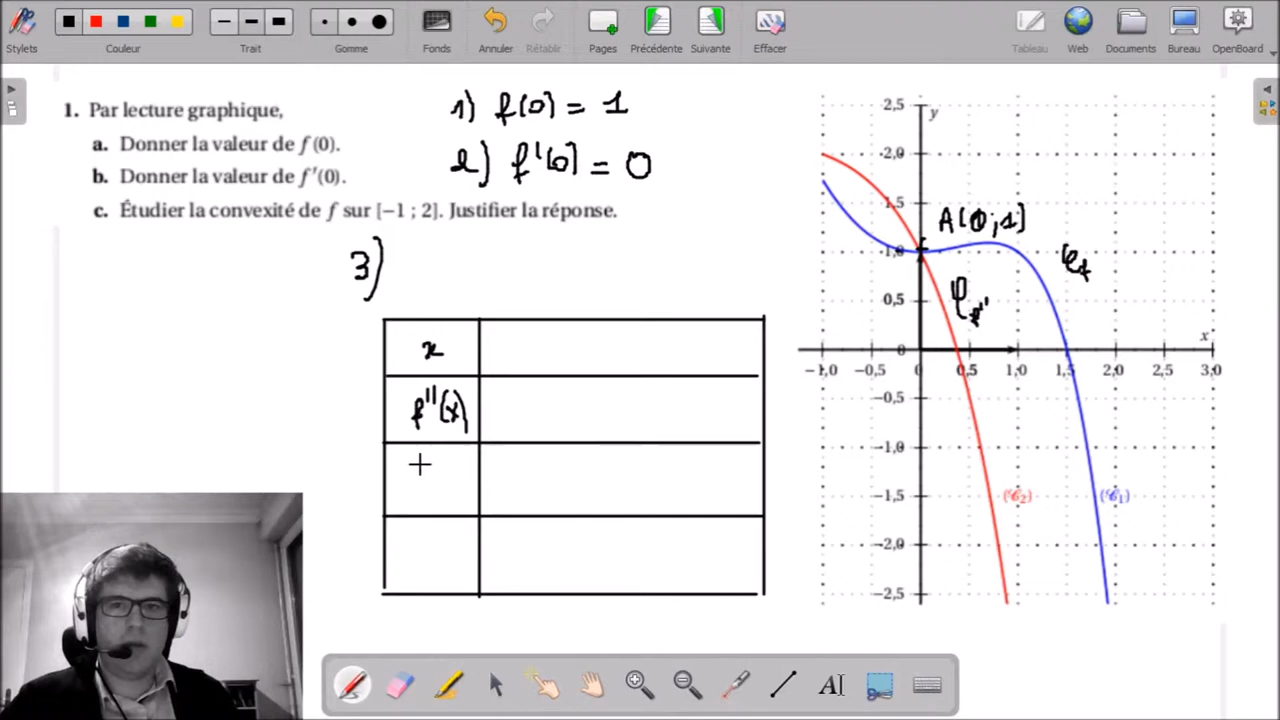 Stylets Couleur Trait Gomme Fonds Annuler Rétablir Pages Précédente Suivante Effacer Tableau Web Documents Bureau OpenBoard
1. Par lecture graphique,
a. Donner la valeur de f(0).
b. Donner la valeur de f′(0).
c. Étudier la convexité de f sur [−1 ; 2]. Justifier la réponse.
1) f(0) = 1
2) f'(0) = 0
3)
x
f''(x)
A(0;1)
𝒞f
𝒞f''
y
x
2,5
2,0
1,5
1,0
0,5
0
−0,5
−1,0
−1,5
−2,0
−2,5
−1,0 −0,5 0 0,5 1,0 1,5 2,0 2,5 3,0
(𝒞2) (𝒞1)
AI